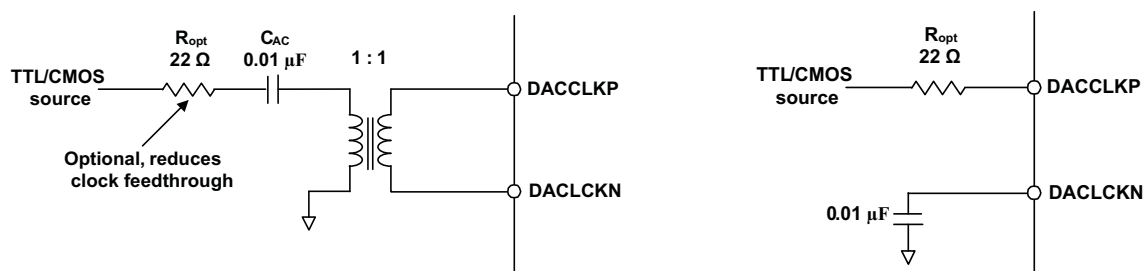 Ropt
22 Ω
CAC
0.01 µF
1 : 1
TTL/CMOS
source
DACCLKP
Optional, reduces
clock feedthrough
DACLCKN
Ropt
22 Ω
TTL/CMOS
source
DACCLKP
DACLCKN
0.01 µF